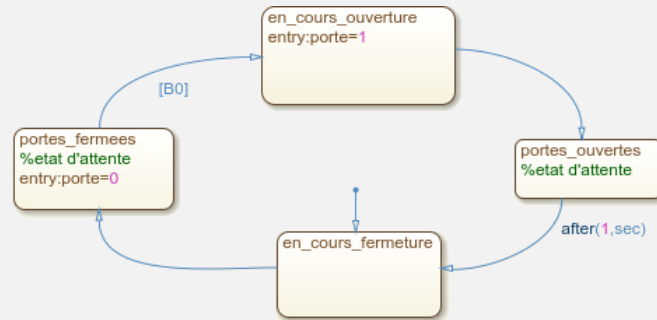 en_cours_ouverture
entry:porte=1
[B0]
portes_fermees
%etat d'attente
entry:porte=0
portes_ouvertes
%etat d'attente
after(1,sec)
en_cours_fermeture